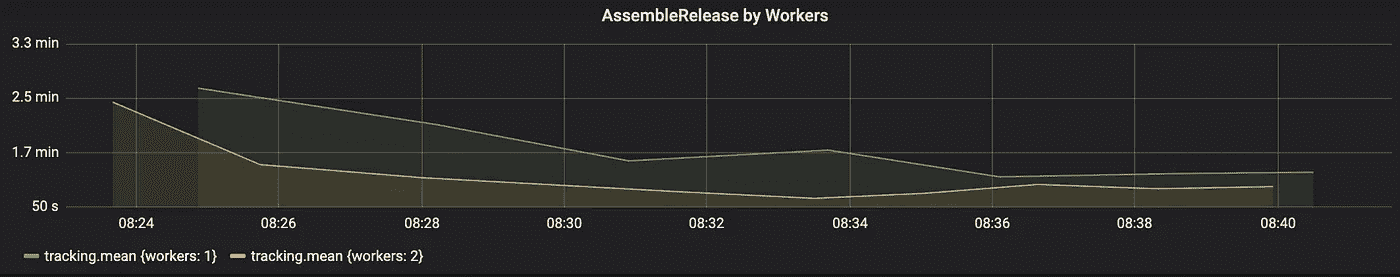 AssembleRelease by Workers
3.3 min
2.5 min
1.7 min
50 s
08:24 08:26 08:28 08:30 08:32 08:34 08:36 08:38 08:40
tracking.mean {workers: 1} tracking.mean {workers: 2}